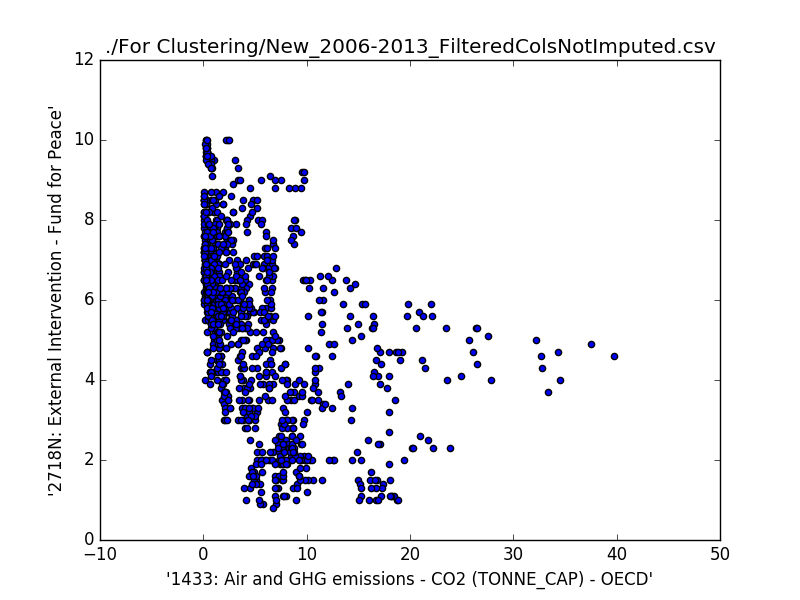 ./For Clustering/New_2006-2013_FilteredColsNotImputed.csv
12
10
8
6
4
2
0
'2718N: External Intervention - Fund for Peace'
−10 0 10 20 30 40 50
'1433: Air and GHG emissions - CO2 (TONNE_CAP) - OECD'